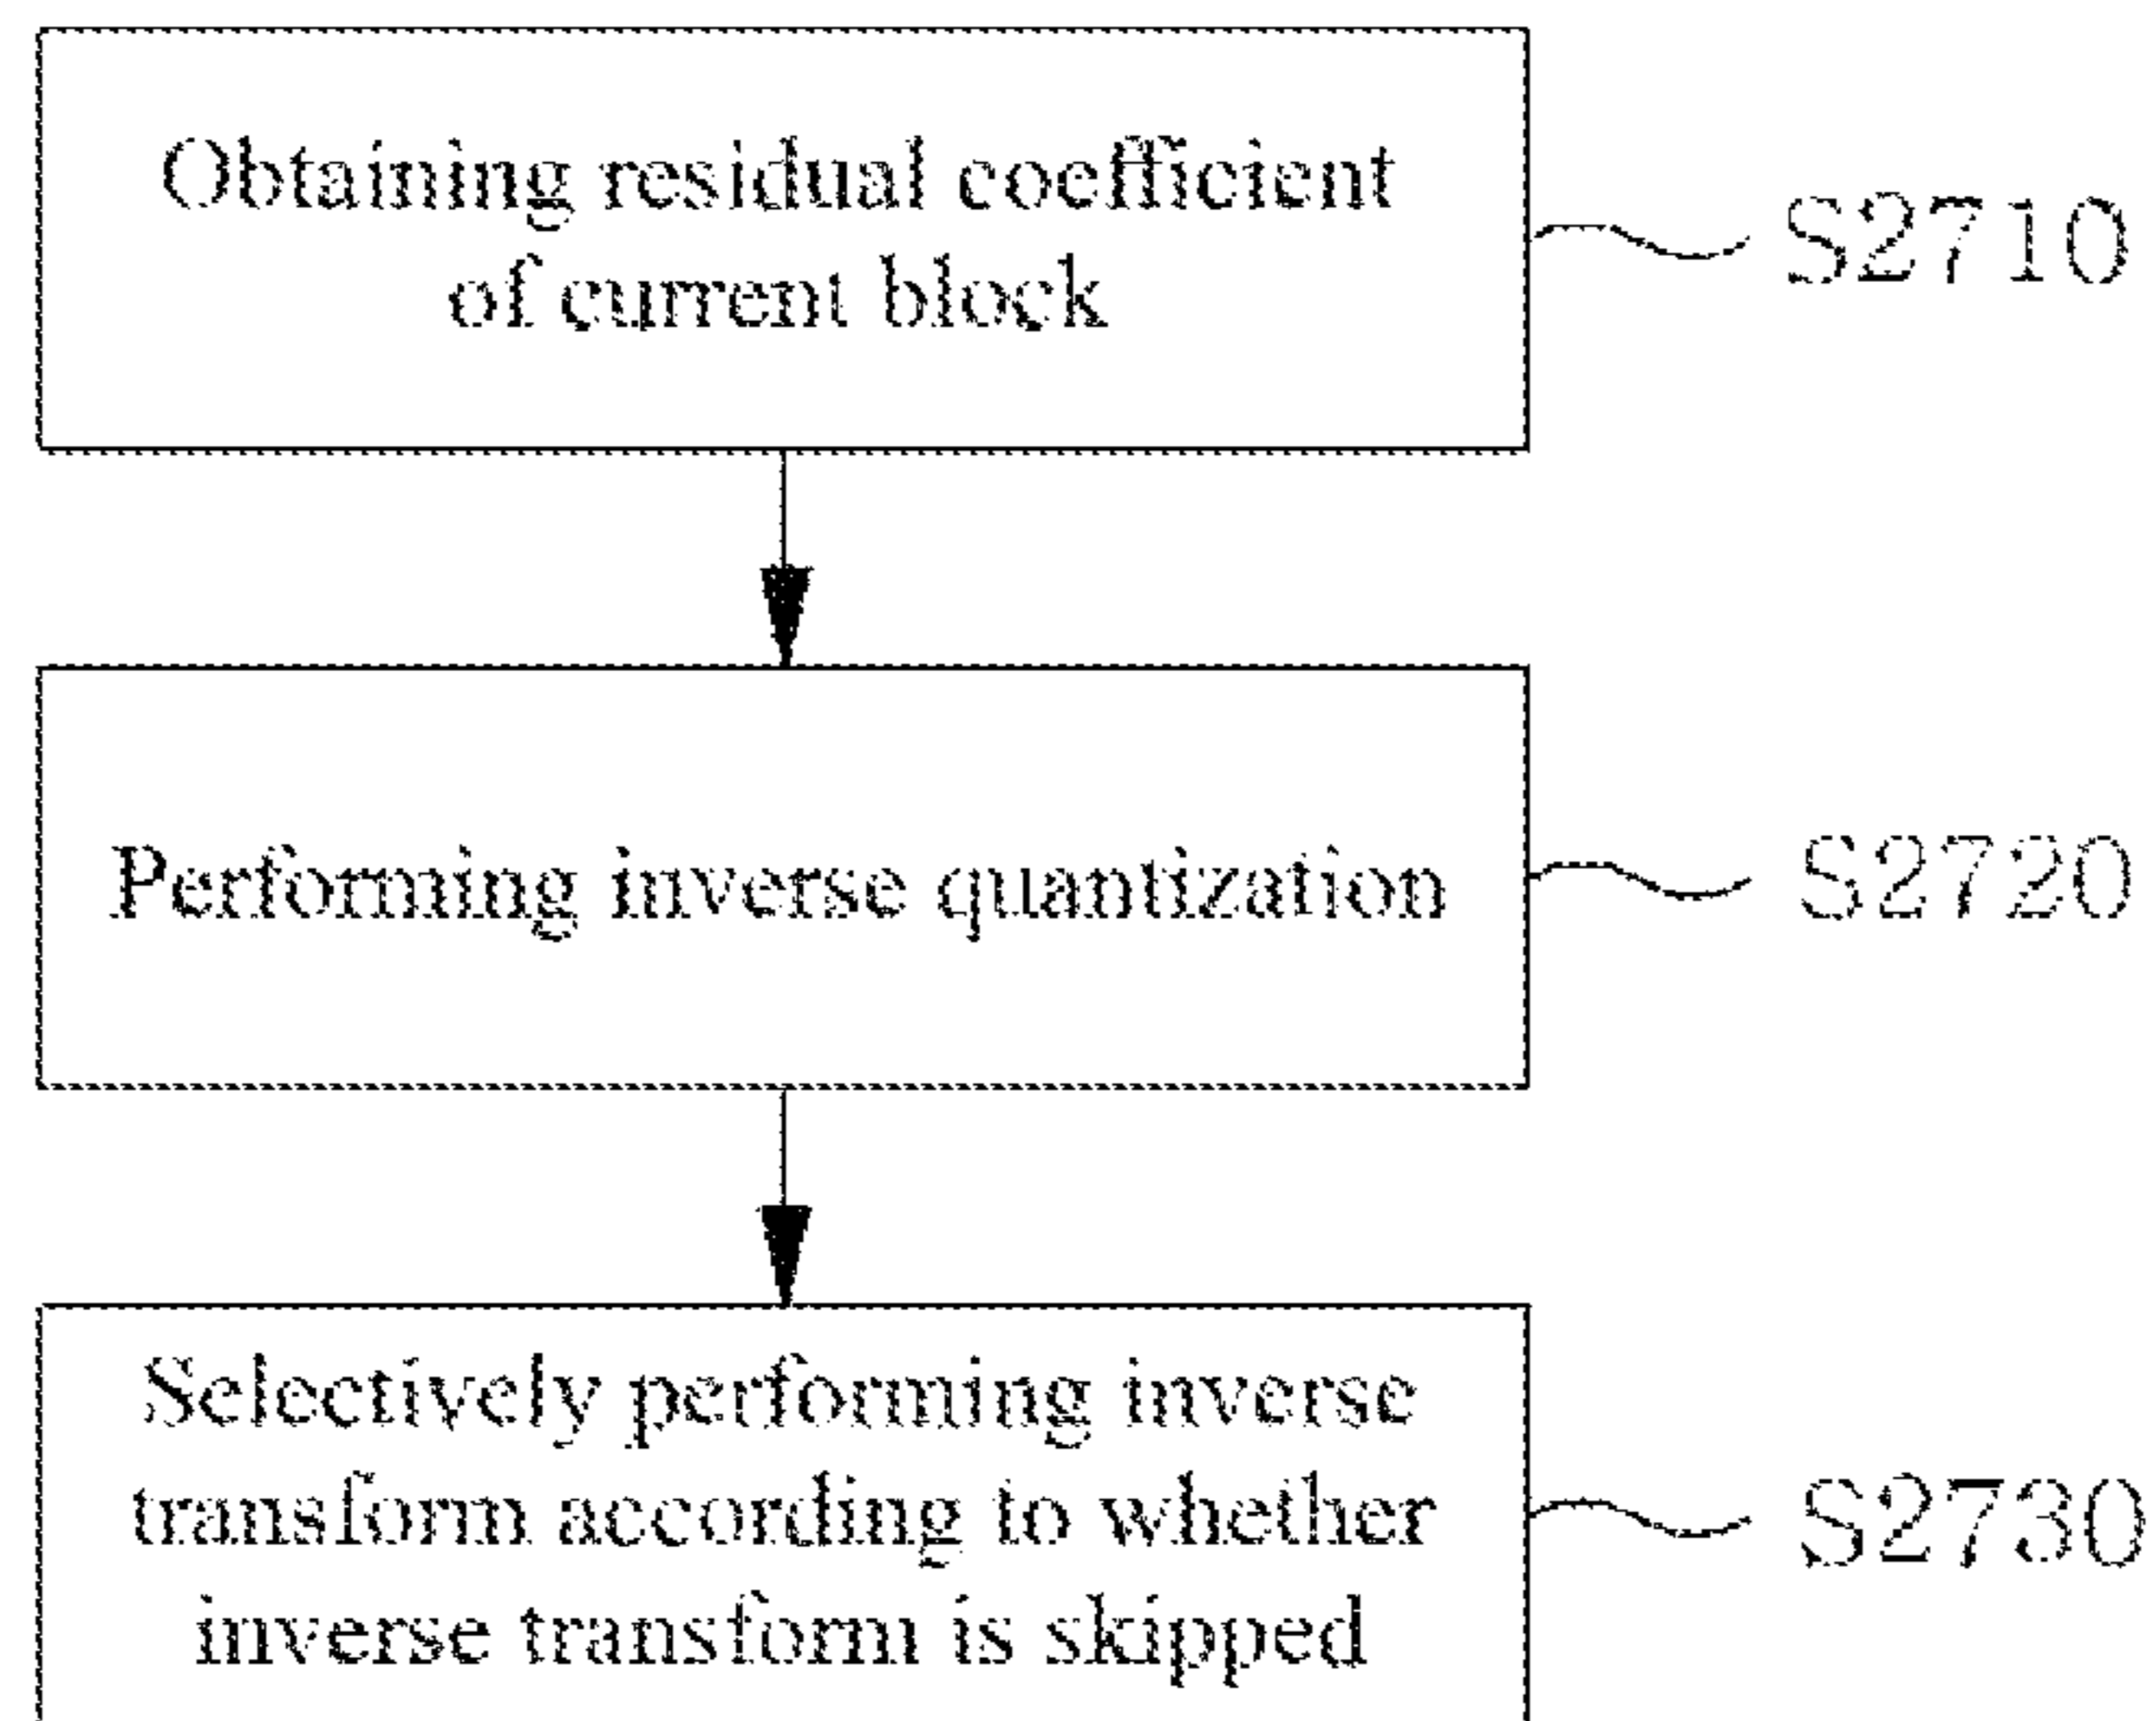 Obtaining residual coefficient
of current block
S2710
Performing inverse quantization
S2720
Selectively performing inverse
transform according to whether
inverse transform is skipped
S2730